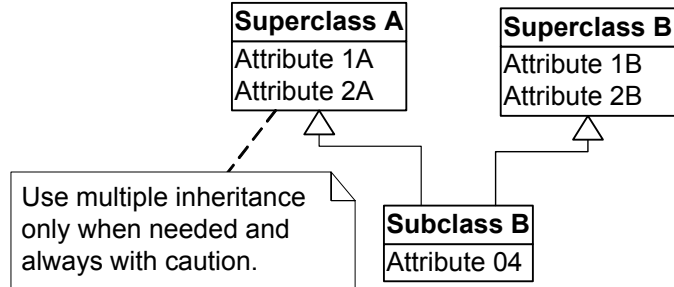 Superclass A
Attribute 1A
Attribute 2A
Superclass B
Attribute 1B
Attribute 2B
Use multiple inheritance
only when needed and
always with caution.
Subclass B
Attribute 04